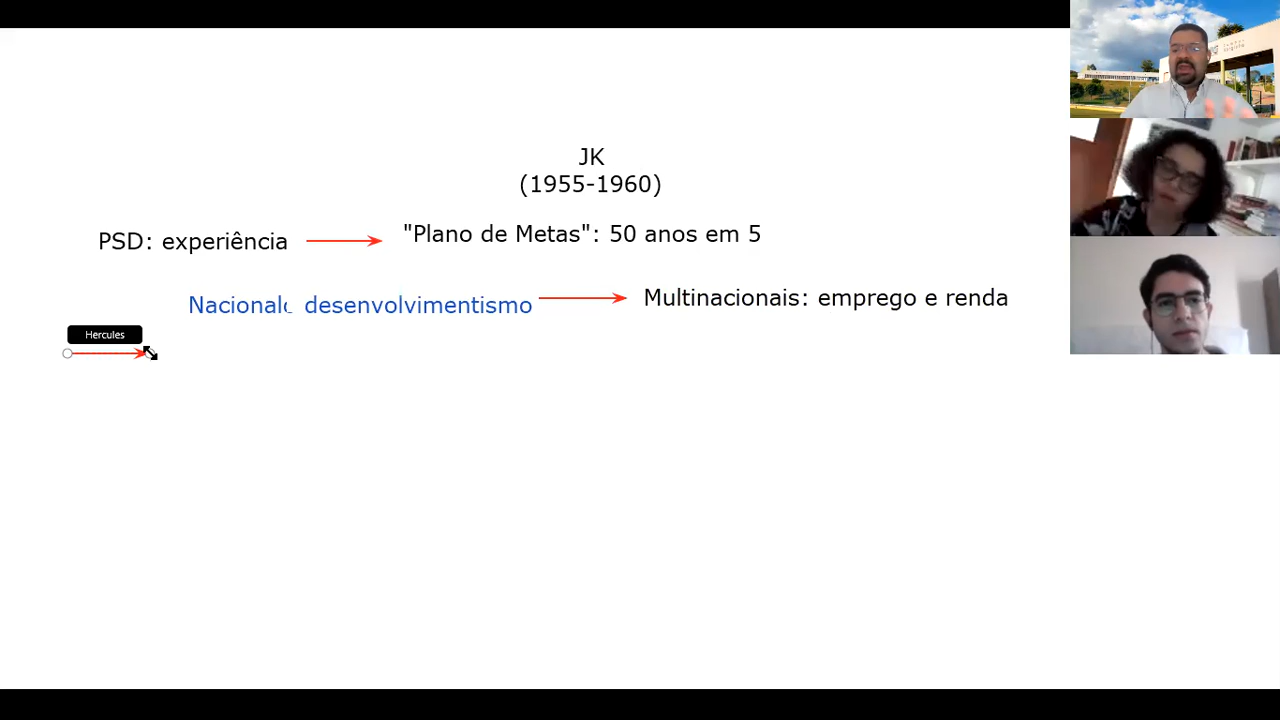 JK
(1955-1960)
PSD: experiência
"Plano de Metas": 50 anos em 5
desenvolvimentismo
Multinacionais: emprego e renda
Hercules